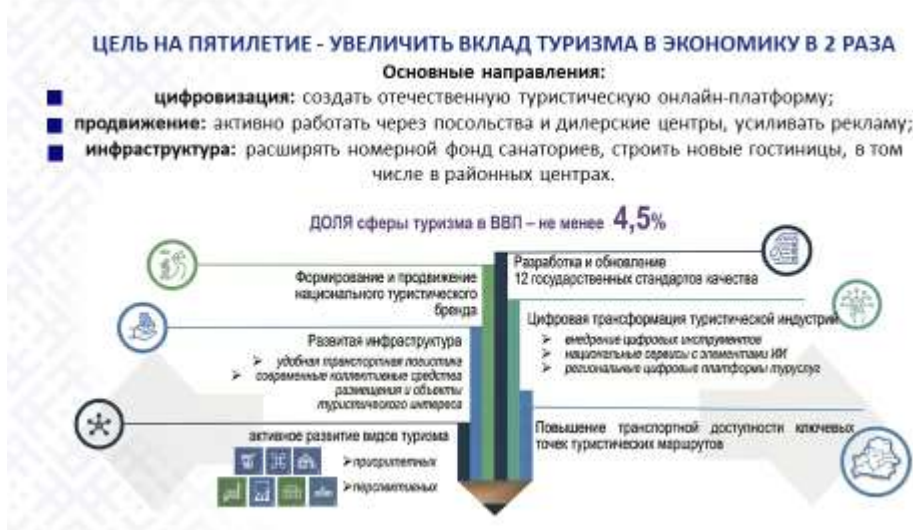 ЦЕЛЬ НА ПЯТИЛЕТИЕ - УВЕЛИЧИТЬ ВКЛАД ТУРИЗМА В ЭКОНОМИКУ В 2 РАЗА
Основные направления:
цифровизация: создать отечественную туристическую онлайн-платформу;
продвижение: активно работать через посольства и дилерские центры, усиливать рекламу;
инфраструктура: расширять номерной фонд санаториев, строить новые гостиницы, в том
числе в районных центрах.
ДОЛЯ сферы туризма в ВВП – не менее 4,5%
Формирование и продвижение
национального туристического
бренда
Развитая инфраструктура
➢ удобная транспортная логистика
➢ современные коллективные средства
размещения и объекты
туристического интереса
активное развитие видов туризма
➢приоритетных
➢перспективных
Разработка и обновление
12 государственных стандартов качества
Цифровая трансформация туристической индустрии
➢ внедрение цифровых инструментов
➢ национальные сервисы с элементами ИИ
➢ региональные цифровые платформы туруслуг
Повышение транспортной доступности ключевых
точек туристических маршрутов